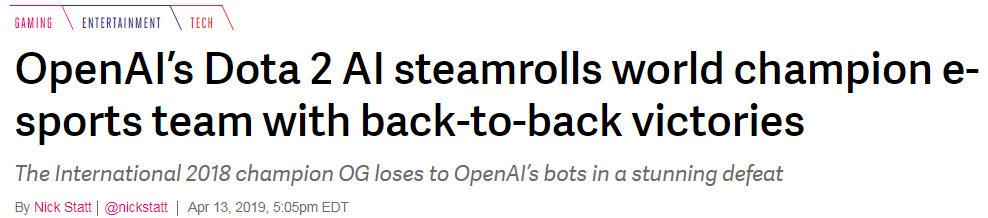 GAMING ENTERTAINMENT TECH
OpenAI’s Dota 2 AI steamrolls world champion e-
sports team with back-to-back victories
The International 2018 champion OG loses to OpenAI’s bots in a stunning defeat
By Nick Statt | @nickstatt | Apr 13, 2019, 5:05pm EDT